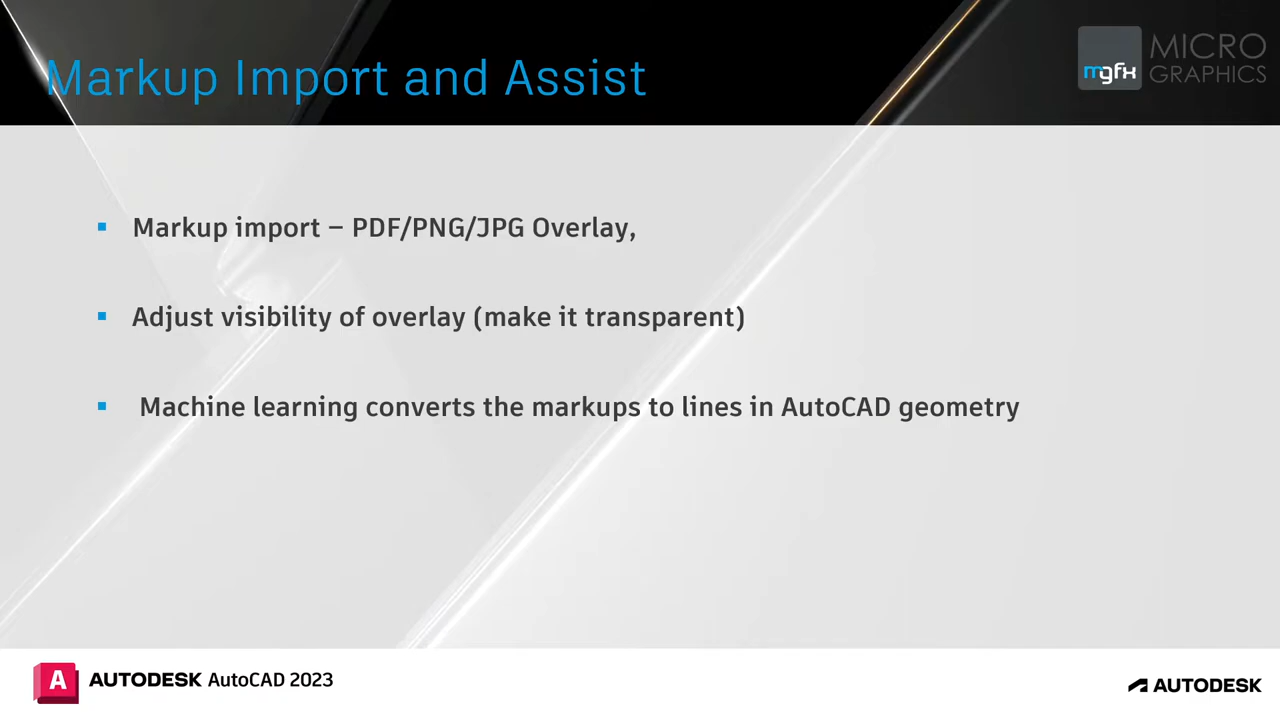 Markup Import and Assist
mgfx
MICRO
GRAPHICS
▪ Markup import – PDF/PNG/JPG Overlay,
▪ Adjust visibility of overlay (make it transparent)
▪ Machine learning converts the markups to lines in AutoCAD geometry
A AUTODESK AutoCAD 2023
AUTODESK